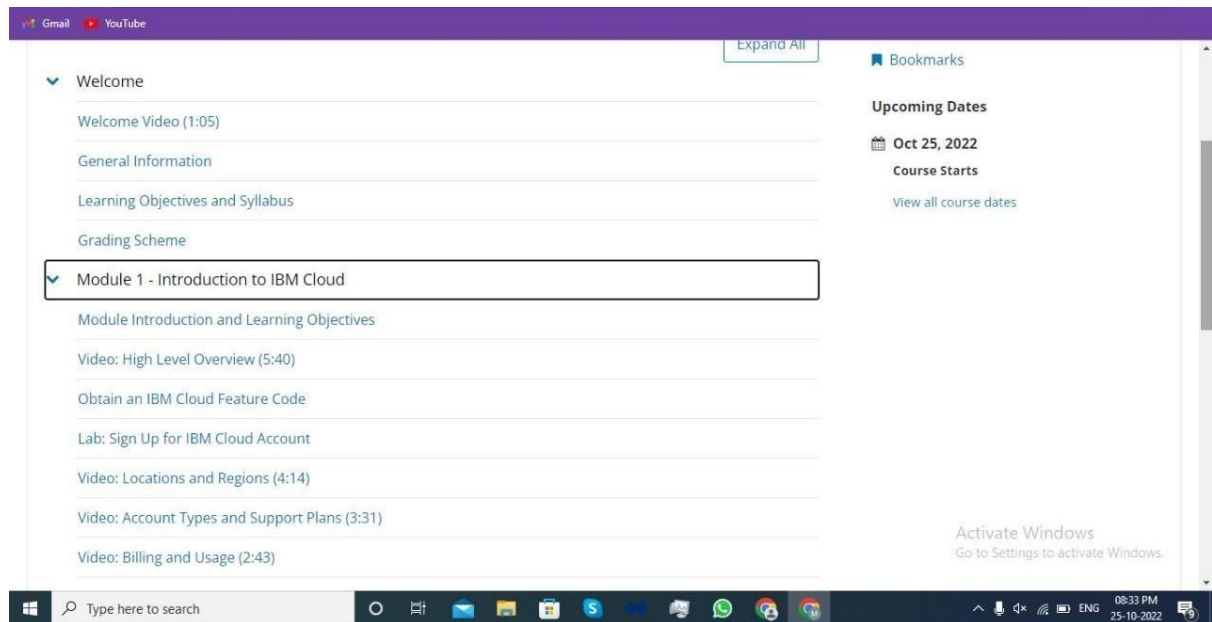 Gmail YouTube
Expand All
Welcome
Welcome Video (1:05)
General Information
Learning Objectives and Syllabus
Grading Scheme
Module 1 - Introduction to IBM Cloud
Module Introduction and Learning Objectives
Video: High Level Overview (5:40)
Obtain an IBM Cloud Feature Code
Lab: Sign Up for IBM Cloud Account
Video: Locations and Regions (4:14)
Video: Account Types and Support Plans (3:31)
Video: Billing and Usage (2:43)
Bookmarks
Upcoming Dates
Oct 25, 2022
Course Starts
View all course dates
Activate Windows
Go to Settings to activate Windows.
Type here to search
ENG
08:33 PM
25-10-2022
9